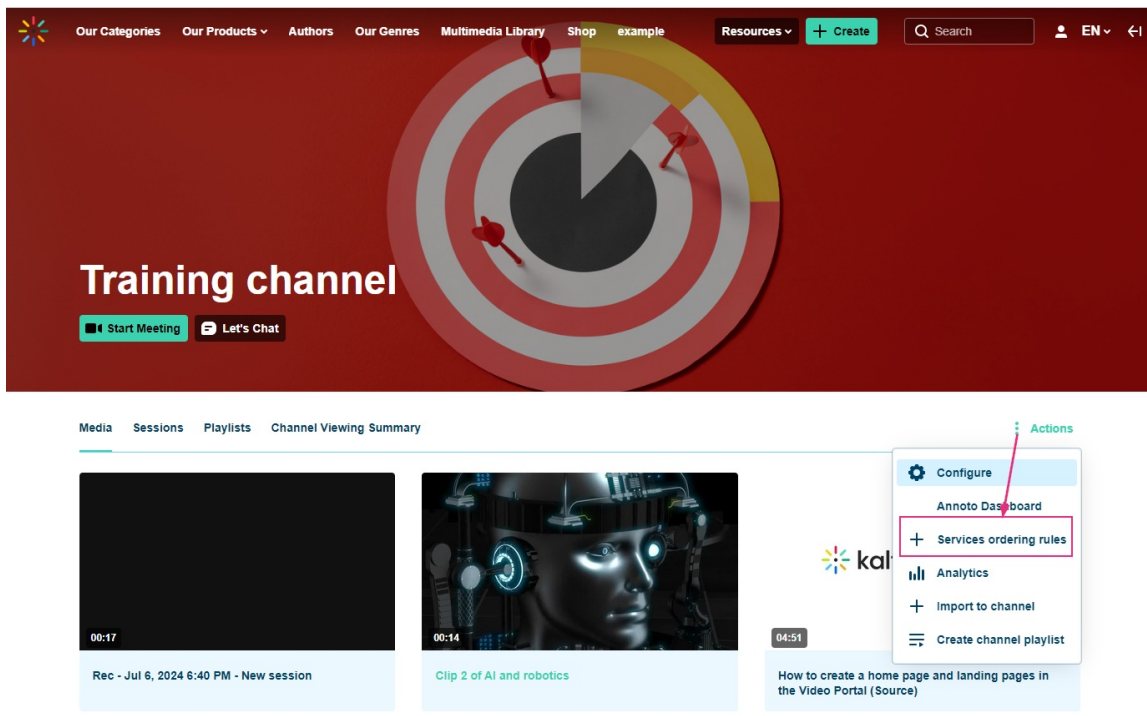 Our Categories Our Products Authors Our Genres Multimedia Library Shop example Resources + Create Search EN
Training channel
Start Meeting Let's Chat
Media Sessions Playlists Channel Viewing Summary Actions
Configure
Annoto Dashboard
+ Services ordering rules
Analytics
+ Import to channel
Create channel playlist
kal
00:17 00:14 04:51
Rec - Jul 6, 2024 6:40 PM - New session Clip 2 of AI and robotics How to create a home page and landing pages in
the Video Portal (Source)